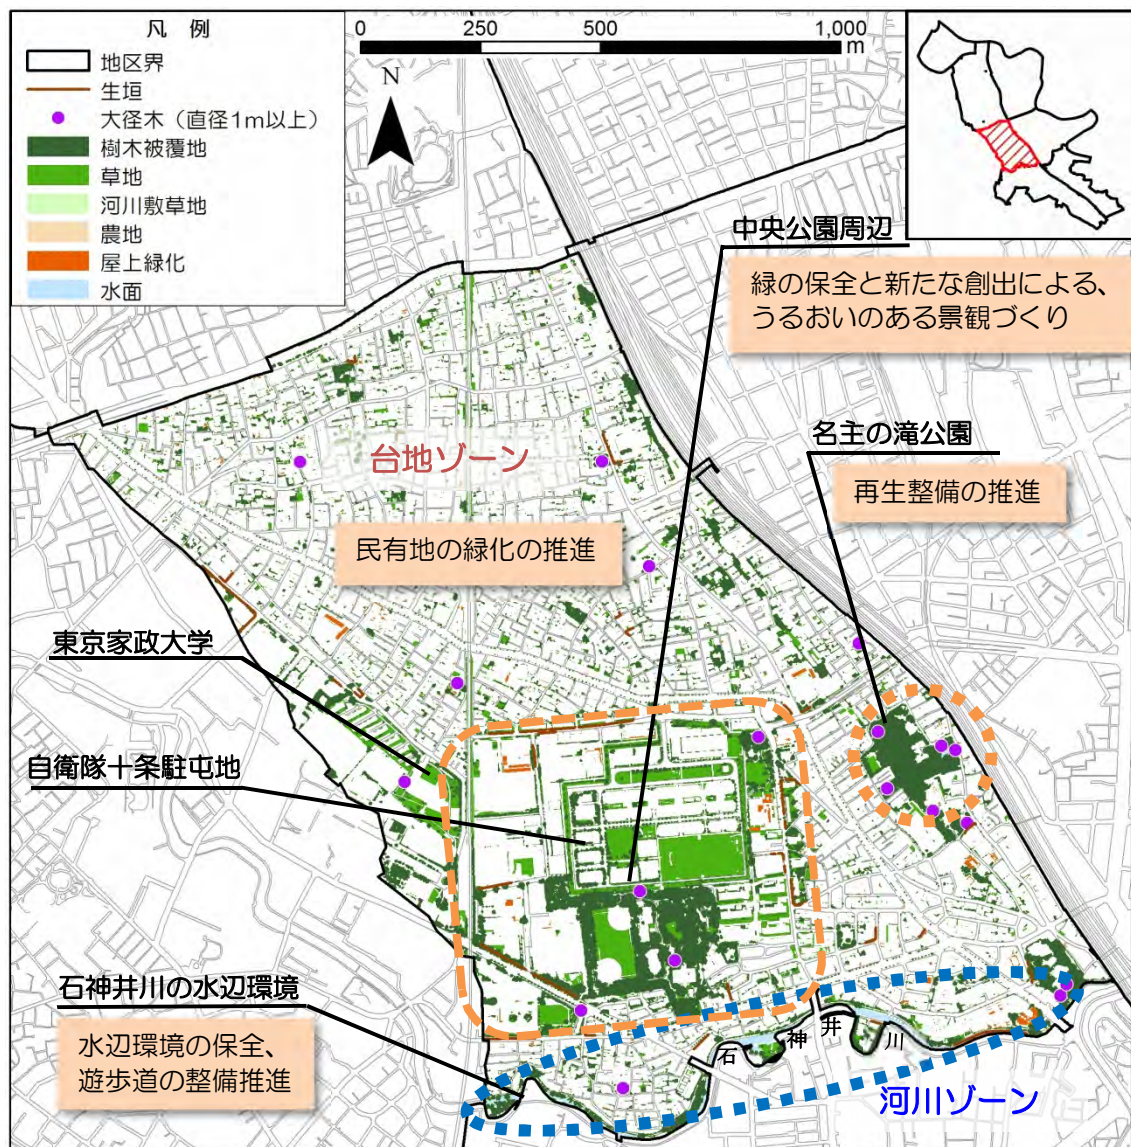 凡 例
地区界
生垣
大径木（直径1m以上）
樹木被覆地
草地
河川敷草地
農地
屋上緑化
水面
0 250 500 1,000
m
N
中央公園周辺
緑の保全と新たな創出による、
うるおいのある景観づくり
名主の滝公園
再生整備の推進
台地ゾーン
民有地の緑化の推進
東京家政大学
自衛隊十条駐屯地
石神井川の水辺環境
水辺環境の保全、
遊歩道の整備推進
石神井川
河川ゾーン